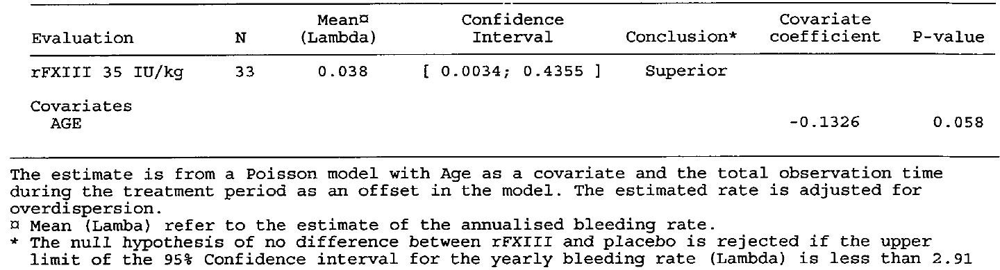 Evaluation N Mean¤ (Lambda) Confidence Interval Conclusion* Covariate coefficient P-value
rFXIII 35 IU/kg 33 0.038 [ 0.0034; 0.4355 ] Superior
Covariates
AGE -0.1326 0.058
The estimate is from a Poisson model with Age as a covariate and the total observation time
during the treatment period as an offset in the model. The estimated rate is adjusted for
overdispersion.
¤ Mean (Lamba) refer to the estimate of the annualised bleeding rate.
* The null hypothesis of no difference between rFXIII and placebo is rejected if the upper
limit of the 95% Confidence interval for the yearly bleeding rate (Lambda) is less than 2.91